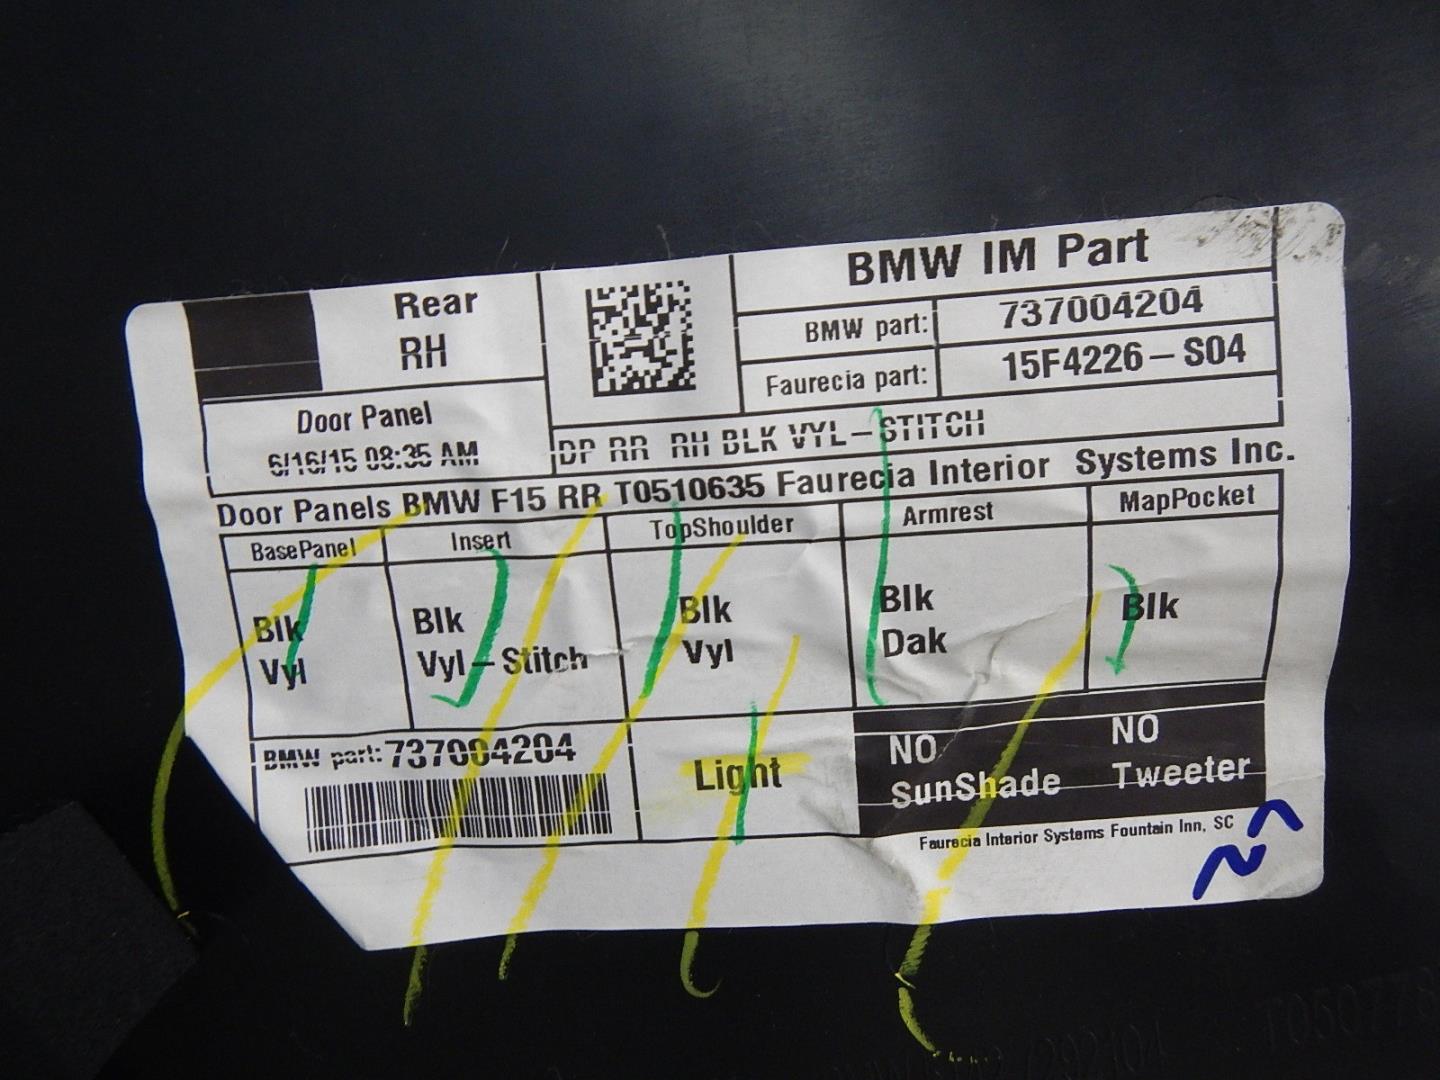 Rear
RH
BMW IM Part
BMW part: 737004204
Faurecia part: 15F4226-S04
Door Panel
6/16/15 08:35 AM
DP RR RH BLK VYL-STITCH
Door Panels BMW F15 RR T0510635 Faurecia Interior Systems Inc.
BasePanel Insert TopShoulder Armrest MapPocket
Blk Blk Blk Blk Blk
Vyl Vyl-Stitch Vyl Dak
BMW part: 737004204
Light
NO NO
SunShade Tweeter
Faurecia Interior Systems Fountain Inn, SC